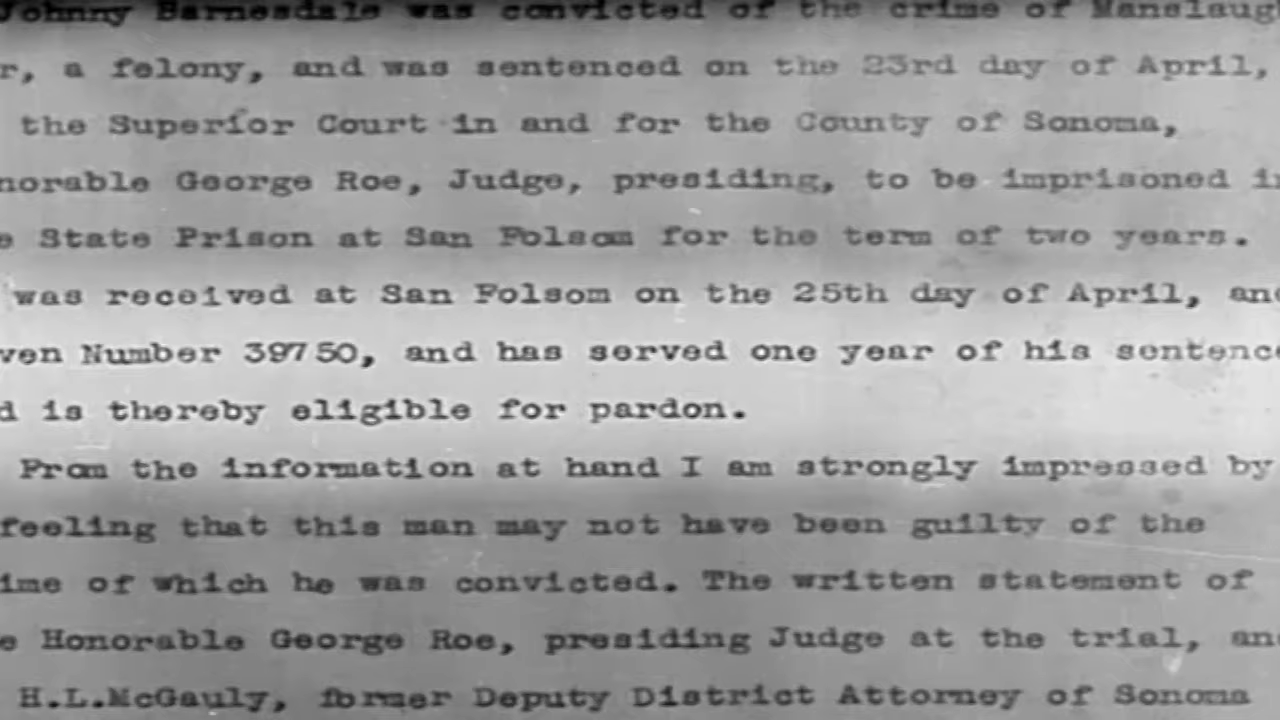 Johnny Barnesdale was convicted of the crime of Manslaug
r, a felony, and was sentenced on the 23rd day of April,
the Superior Court in and for the County of Sonoma,
norable George Roe, Judge, presiding, to be imprisoned in
e State Prison at San Folsom for the term of two years.
was received at San Folsom on the 25th day of April, and
ven Number 39750, and has served one year of his sentence
d is thereby eligible for pardon.
From the information at hand I am strongly impressed by
feeling that this man may not have been guilty of the
ime of which he was convicted. The written statement of
e Honorable George Roe, presiding Judge at the trial, and
H.L.McGauly, former Deputy District Attorney of Sonoma